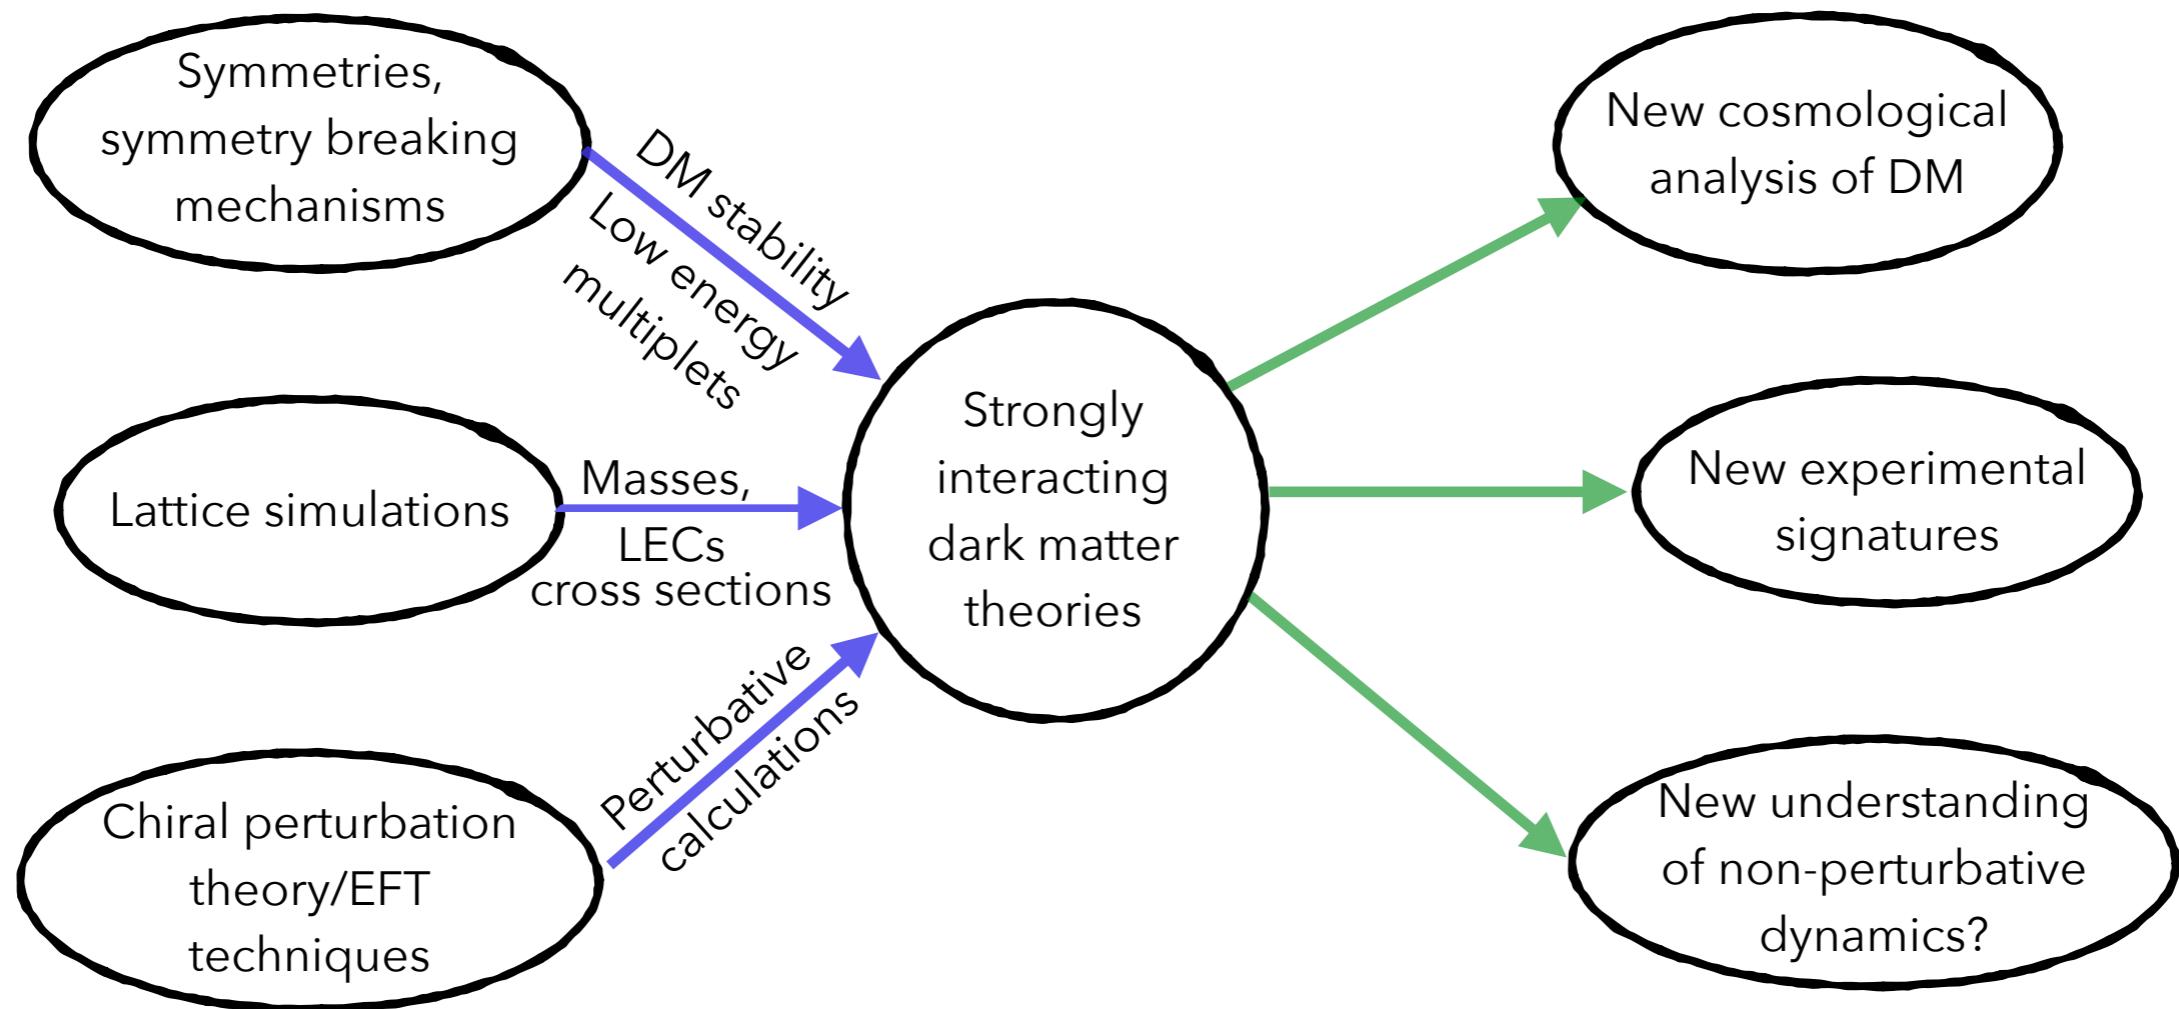 Symmetries,
symmetry breaking
mechanisms
DM stability
Low energy
multiplets
Lattice simulations
Masses,
LECs
cross sections
Chiral perturbation
theory/EFT
techniques
Perturbative
calculations
Strongly
interacting
dark matter
theories
New cosmological
analysis of DM
New experimental
signatures
New understanding
of non-perturbative
dynamics?